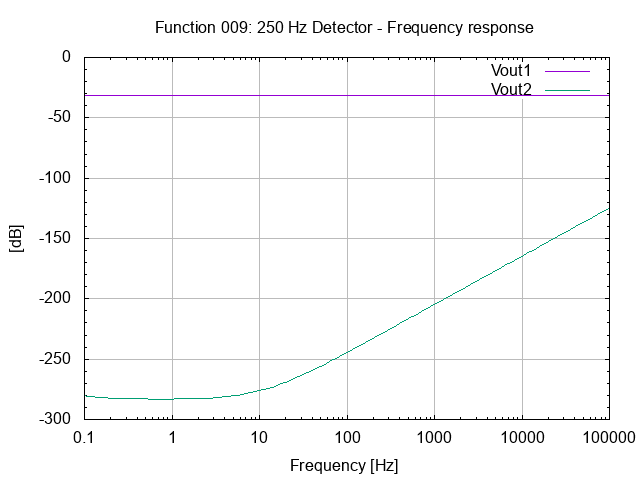 Function 009: 250 Hz Detector - Frequency response
Vout1
Vout2
0
-50
-100
-150
-200
-250
-300
[dB]
0.1 1 10 100 1000 10000 100000
Frequency [Hz]